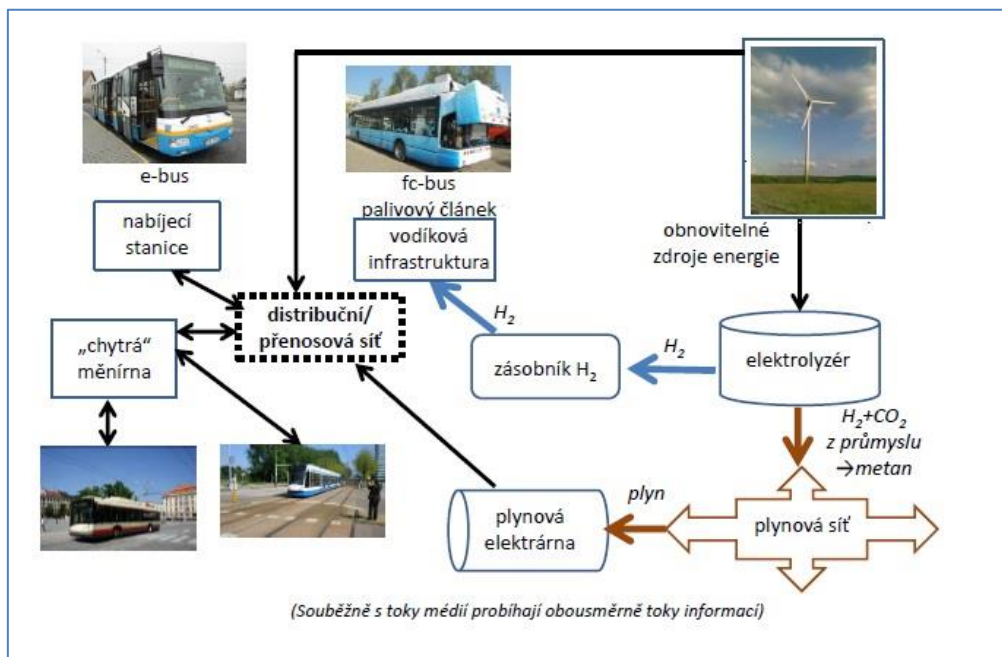 e-bus
nabíjecí
stanice
fc-bus
palivový článek
vodíková
infrastruktura
obnovitelné
zdroje energie
distribuční/
přenosová síť
„chytrá“
měnírna
H₂
zásobník H₂
H₂
elektrolyzér
H₂+CO₂
z průmyslu
→metan
plynová
elektrárna
plyn
plynová síť
(Souběžně s toky médií probíhají obousměrně toky informací)